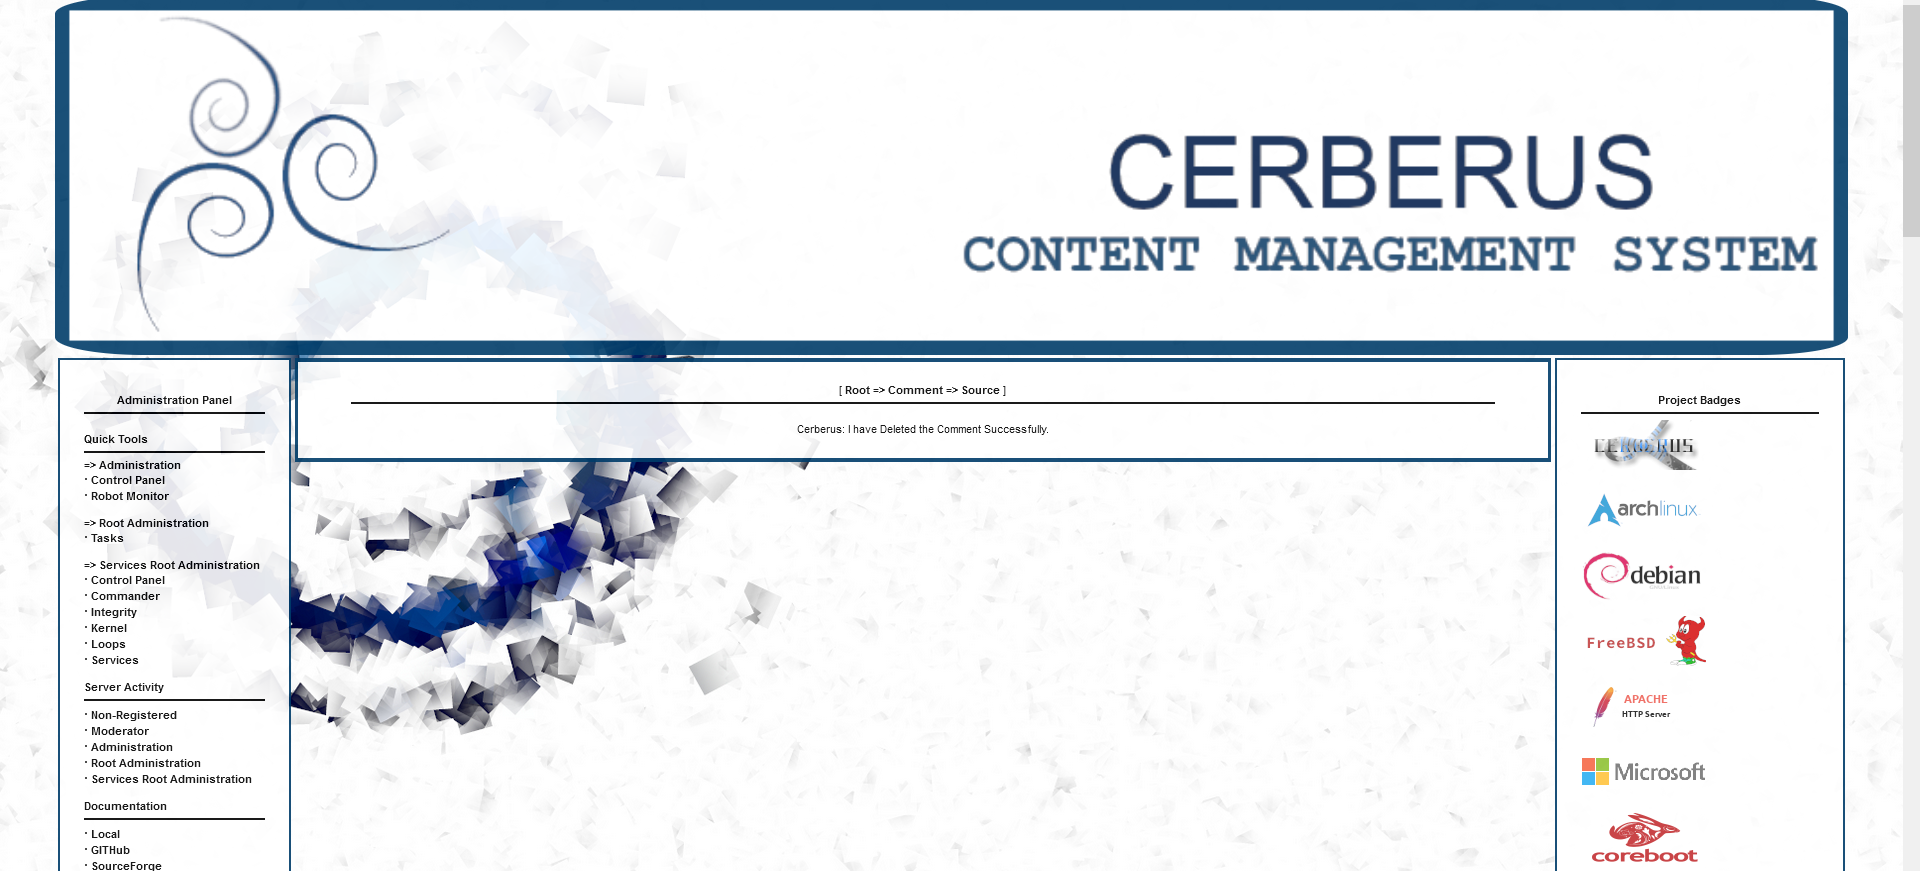 CERBERUS
CONTENT MANAGEMENT SYSTEM
Administration Panel
Quick Tools
=> Administration
· Control Panel
· Robot Monitor
=> Root Administration
· Tasks
=> Services Root Administration
· Control Panel
· Commander
· Integrity
· Kernel
· Loops
· Services
Server Activity
· Non-Registered
· Moderator
· Administration
· Root Administration
· Services Root Administration
Documentation
· Local
· GITHub
· SourceForge
[ Root => Comment => Source ]
Cerberus: I have Deleted the Comment Successfully.
Project Badges
CERBERUS
archlinux
debian
FreeBSD
APACHE
HTTP Server
Microsoft
coreboot